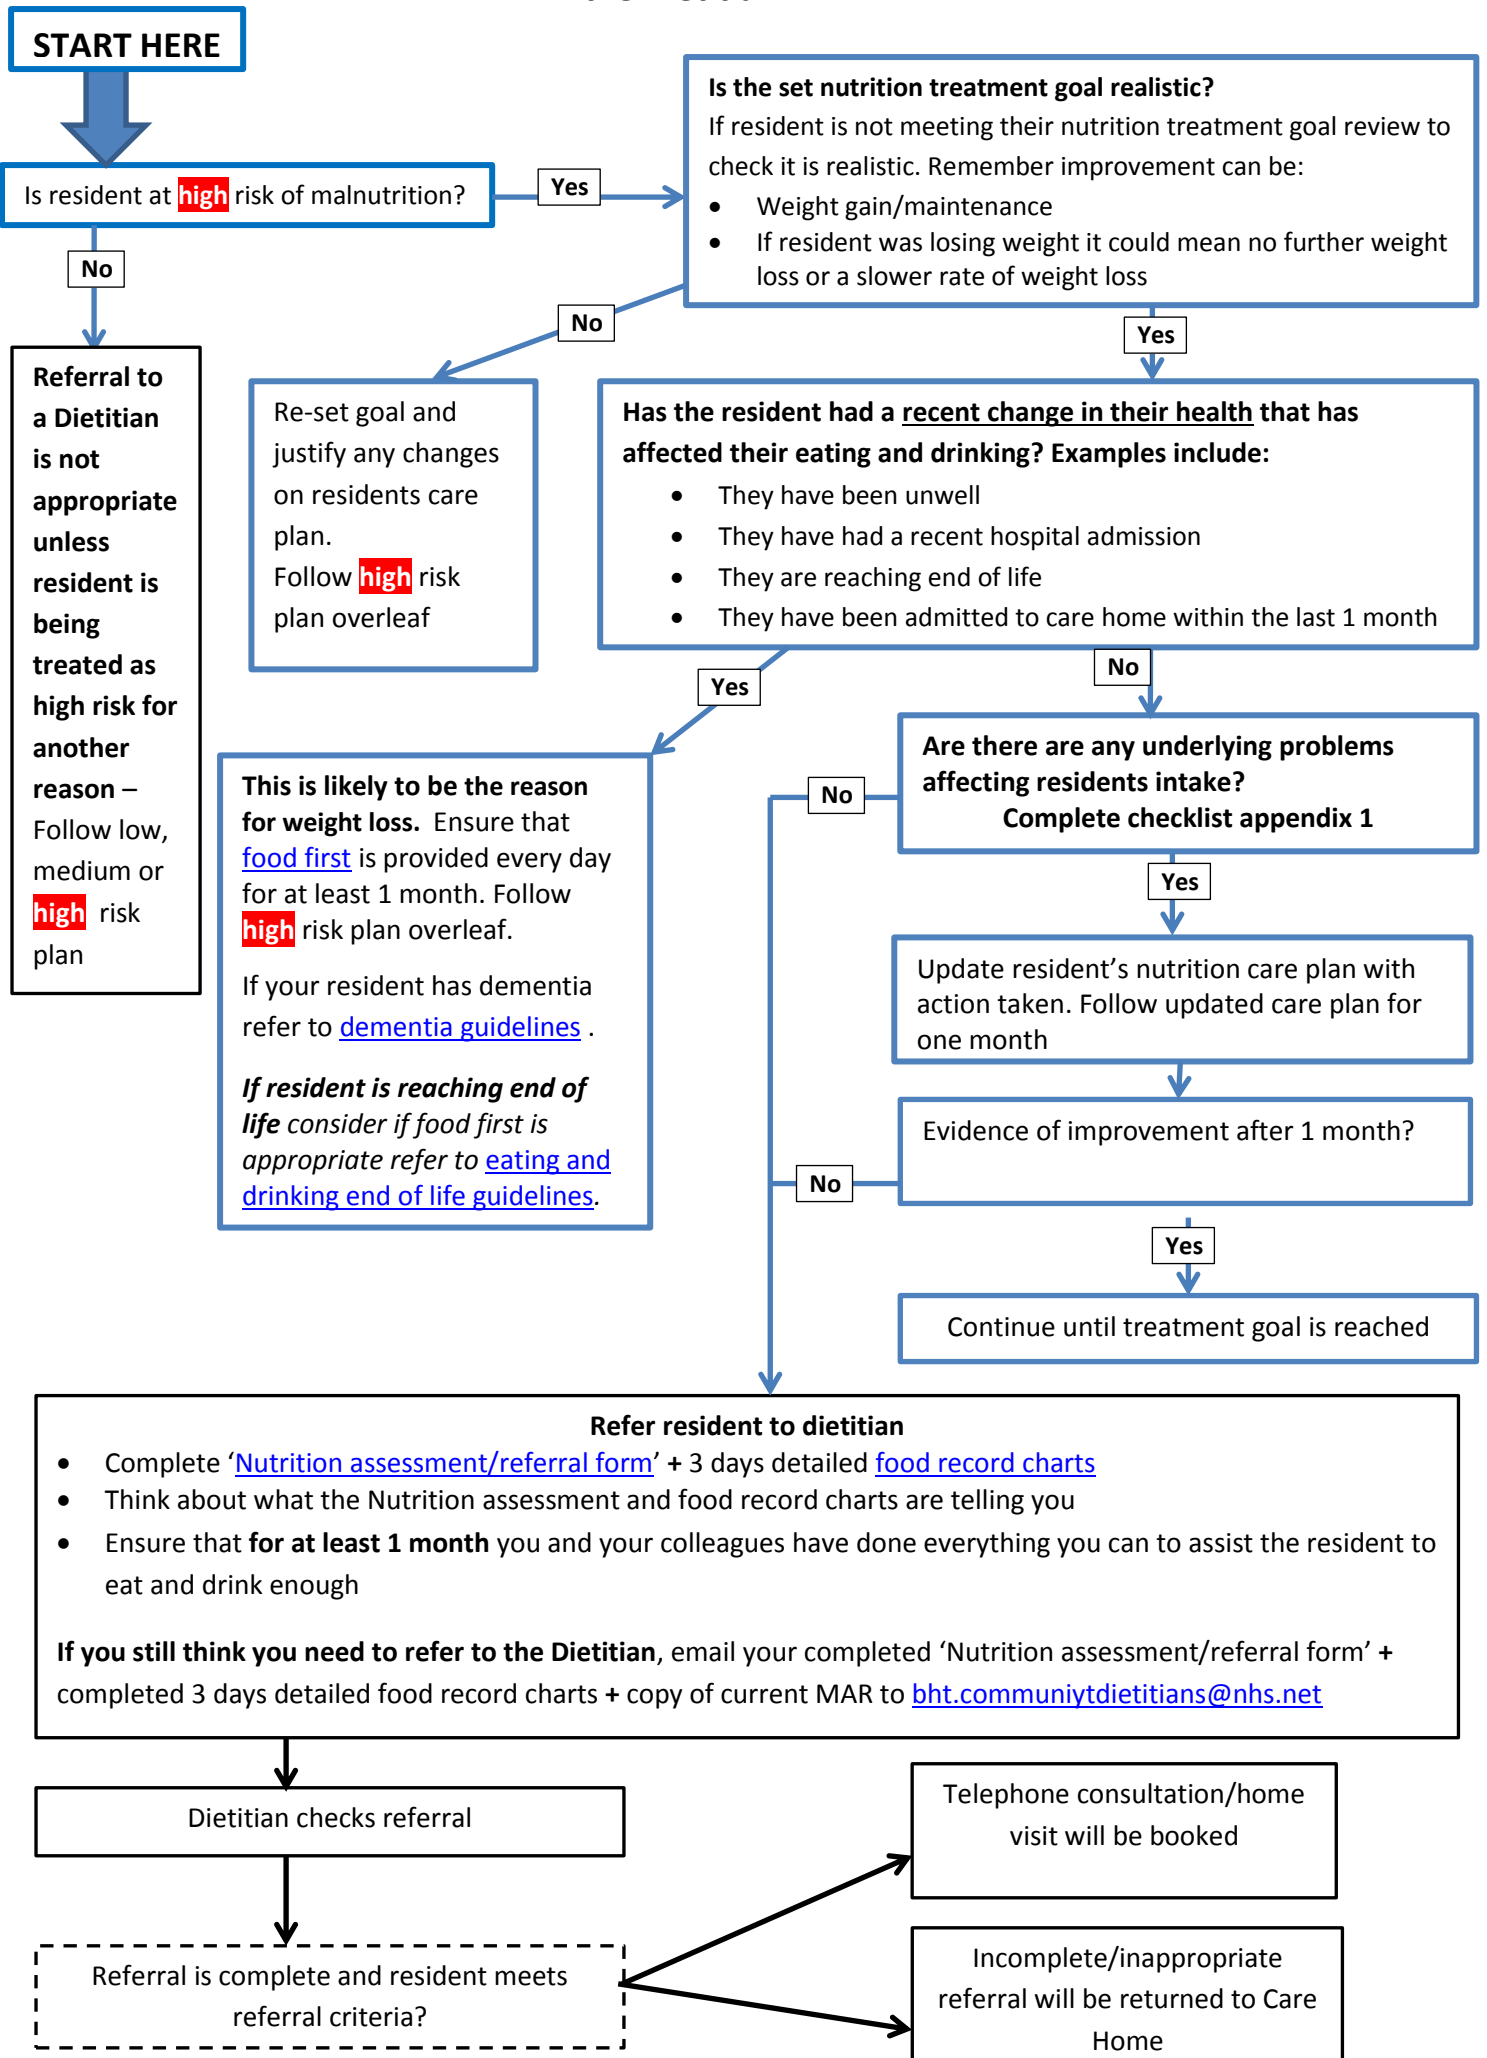 START HERE
Is resident at high risk of malnutrition?
Yes
No
Is the set nutrition treatment goal realistic?
If resident is not meeting their nutrition treatment goal review to
check it is realistic. Remember improvement can be:
• Weight gain/maintenance
• If resident was losing weight it could mean no further weight
loss or a slower rate of weight loss
No
Yes
Referral to
a Dietitian
is not
appropriate
unless
resident is
being
treated as
high risk for
another
reason –
Follow low,
medium or
high risk
plan
Re-set goal and
justify any changes
on residents care
plan.
Follow high risk
plan overleaf
Has the resident had a recent change in their health that has
affected their eating and drinking? Examples include:
• They have been unwell
• They have had a recent hospital admission
• They are reaching end of life
• They have been admitted to care home within the last 1 month
Yes
No
This is likely to be the reason
for weight loss. Ensure that
food first is provided every day
for at least 1 month. Follow
high risk plan overleaf.
If your resident has dementia
refer to dementia guidelines .
If resident is reaching end of
life consider if food first is
appropriate refer to eating and
drinking end of life guidelines.
Are there are any underlying problems
affecting residents intake?
Complete checklist appendix 1
No
Yes
Update resident’s nutrition care plan with
action taken. Follow updated care plan for
one month
Evidence of improvement after 1 month?
No
Yes
Continue until treatment goal is reached
Refer resident to dietitian
• Complete ‘Nutrition assessment/referral form’ + 3 days detailed food record charts
• Think about what the Nutrition assessment and food record charts are telling you
• Ensure that for at least 1 month you and your colleagues have done everything you can to assist the resident to
eat and drink enough
If you still think you need to refer to the Dietitian, email your completed ‘Nutrition assessment/referral form’ +
completed 3 days detailed food record charts + copy of current MAR to bht.communiytdietitians@nhs.net
Dietitian checks referral
Referral is complete and resident meets
referral criteria?
Telephone consultation/home
visit will be booked
Incomplete/inappropriate
referral will be returned to Care
Home